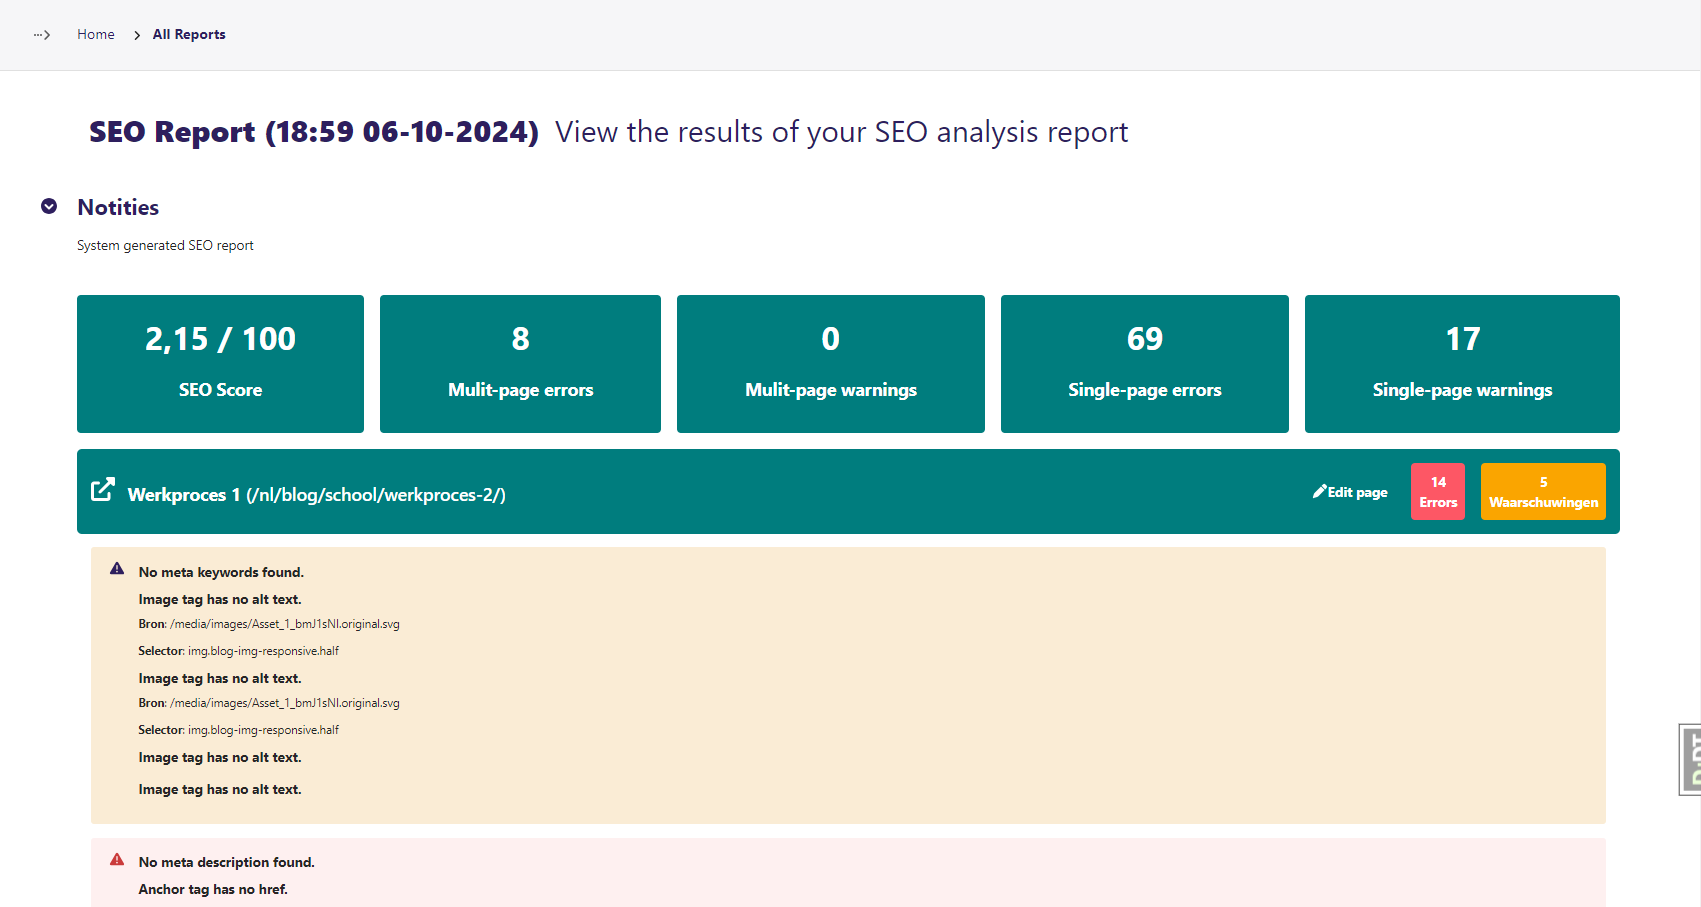 Home > All Reports
SEO Report (18:59 06-10-2024) View the results of your SEO analysis report
Notities
System generated SEO report
2,15 / 100
SEO Score
8
Mulit-page errors
0
Mulit-page warnings
69
Single-page errors
17
Single-page warnings
Werkproces 1 (/nl/blog/school/werkproces-2/)
Edit page
14
Errors
5
Waarschuwingen
No meta keywords found.
Image tag has no alt text.
Bron: /media/images/Asset_1_bmJ1sNI.original.svg
Selector: img.blog-img-responsive.half
Image tag has no alt text.
Bron: /media/images/Asset_1_bmJ1sNI.original.svg
Selector: img.blog-img-responsive.half
Image tag has no alt text.
Image tag has no alt text.
No meta description found.
Anchor tag has no href.
DjDT